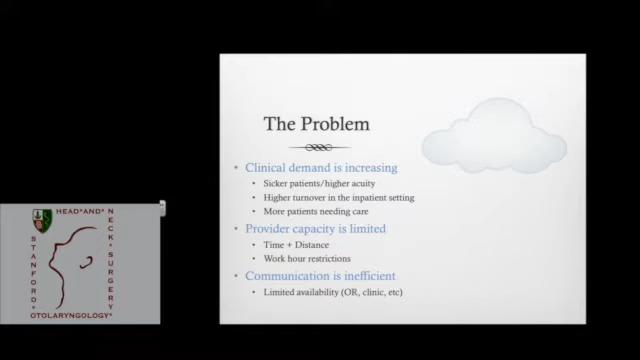 The Problem
Clinical demand is increasing
Sicker patients/higher acuity
Higher turnover in the inpatient setting
More patients needing care
Provider capacity is limited
Time + Distance
Work hour restrictions
Communication is inefficient
Limited availability (OR, clinic, etc)
HEAD*AND*
NECK*SURGERY
STANFORD*
OTOLARYNGOLOGY*